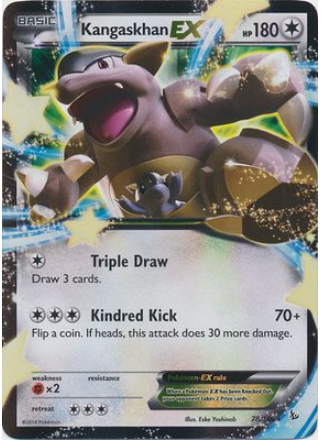 BASIC Kangaskhan EX HP 180
Triple Draw
Draw 3 cards.
Kindred Kick 70+
Flip a coin. If heads, this attack does 30 more damage.
weakness resistance
×2
Pokémon-EX rule
When a Pokémon-EX has been Knocked Out,
your opponent takes 2 Prize cards.
retreat
©2014 Pokémon
Illus. Eske Yoshinob